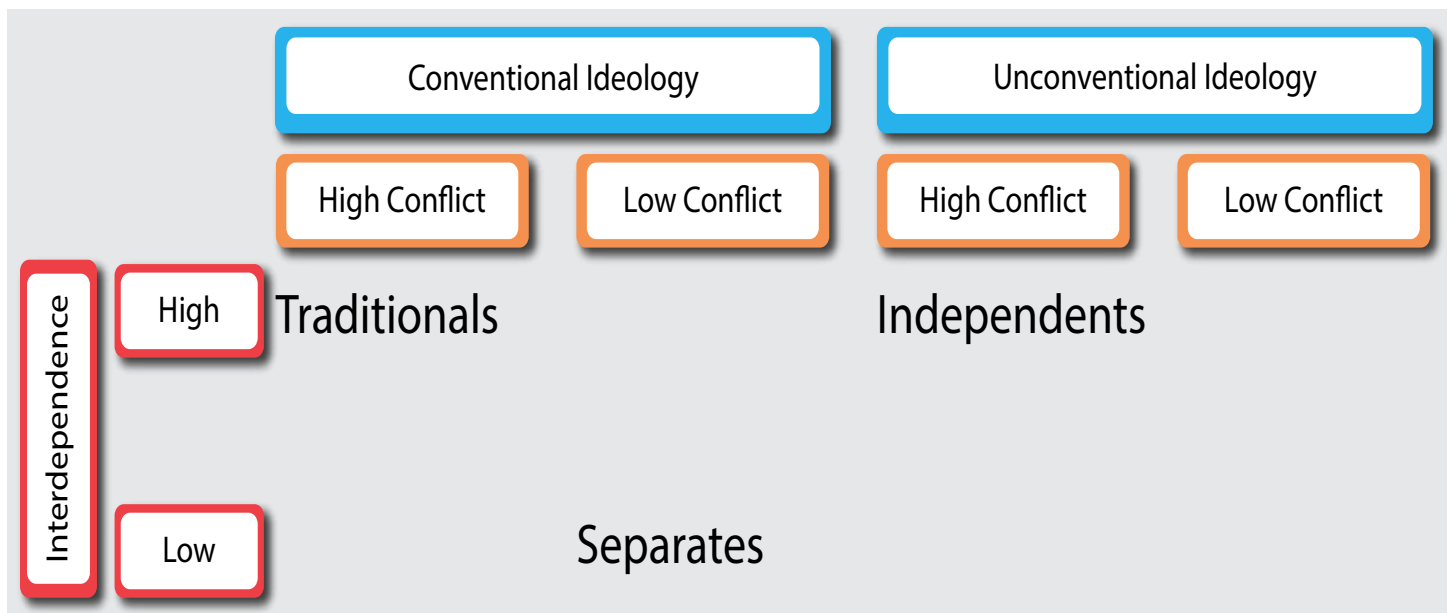 Conventional Ideology
Unconventional Ideology
High Conflict
Low Conflict
High Conflict
Low Conflict
Interdependence
High
Traditionals
Independents
Low
Separates